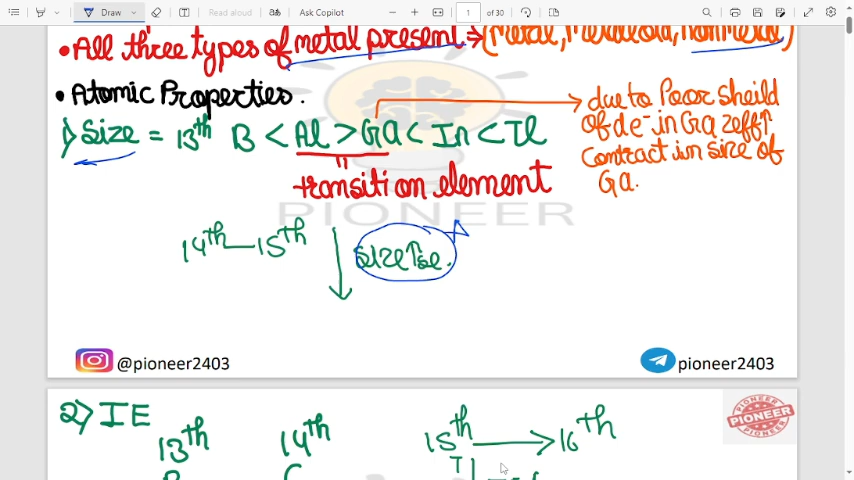 Draw
Read aloud
Ask Copilot
1
of 30
• All three types of metal present → (Metal, Metalloid, nonmetal)
• Atomic Properties.
1) Size = 13th B < Al > Ga < In < Tl
transition element
due to Poor sheild
of d e- in Ga zeff↑
Contract in size of
Ga.
PIONEER
14th — 15th ↓ size↑se.
@pioneer2403
pioneer2403
2) IE
PIONEER
13th 14th 15th → 16th